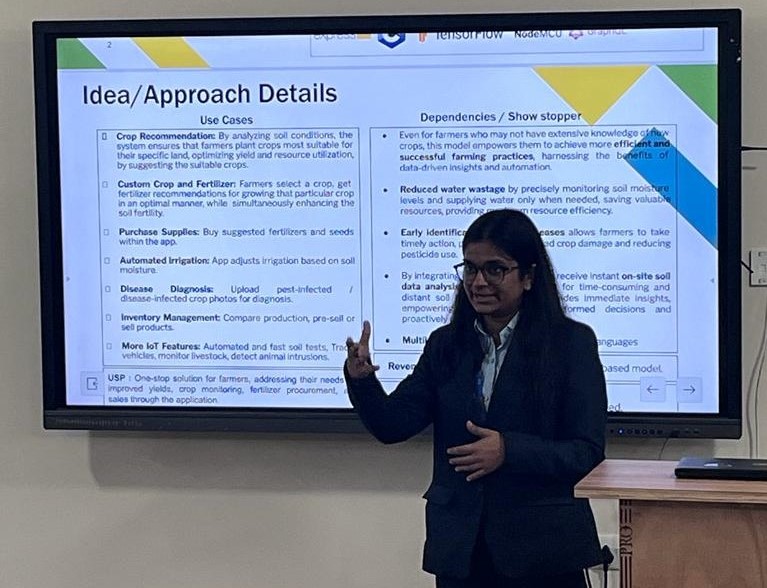 2
express
TensorFlow NodeMCU GraphQL
Idea/Approach Details
Use Cases
Crop Recommendation: By analyzing soil conditions, the
system ensures that farmers plant crops most suitable for
their specific land, optimizing yield and resource utilization,
by suggesting the suitable crops.
Custom Crop and Fertilizer: Farmers select a crop, get
fertilizer recommendations for growing that particular crop
in an optimal manner, while simultaneously enhancing the
soil fertility.
Purchase Supplies: Buy suggested fertilizers and seeds
within the app.
Automated Irrigation: App adjusts irrigation based on soil
moisture.
Disease Diagnosis: Upload pest-infected /
disease-infected crop photos for diagnosis.
Inventory Management: Compare production, pre-sell or
sell products.
More IoT Features: Automated and fast soil tests, Trac
vehicles, monitor livestock, detect animal intrusions.
USP : One-stop solution for farmers, addressing their needs
improved yields, crop monitoring, fertilizer procurement,
sales through the application.
Dependencies / Show stopper
• Even for farmers who may not have extensive knowledge of new
crops, this model empowers them to achieve more efficient and
successful farming practices, harnessing the benefits of
data-driven insights and automation.
• Reduced water wastage by precisely monitoring soil moisture
levels and supplying water only when needed, saving valuable
resources, providing resource efficiency.
• Early identific eases allows farmers to take
timely action, p ed crop damage and reducing
pesticide use.
• By integrating receive instant on-site soil
data analysi for time-consuming and
distant soil des immediate insights,
empowering ormed decisions and
proactively
• Multil anguages
Reven ased model.
ed.
PRO